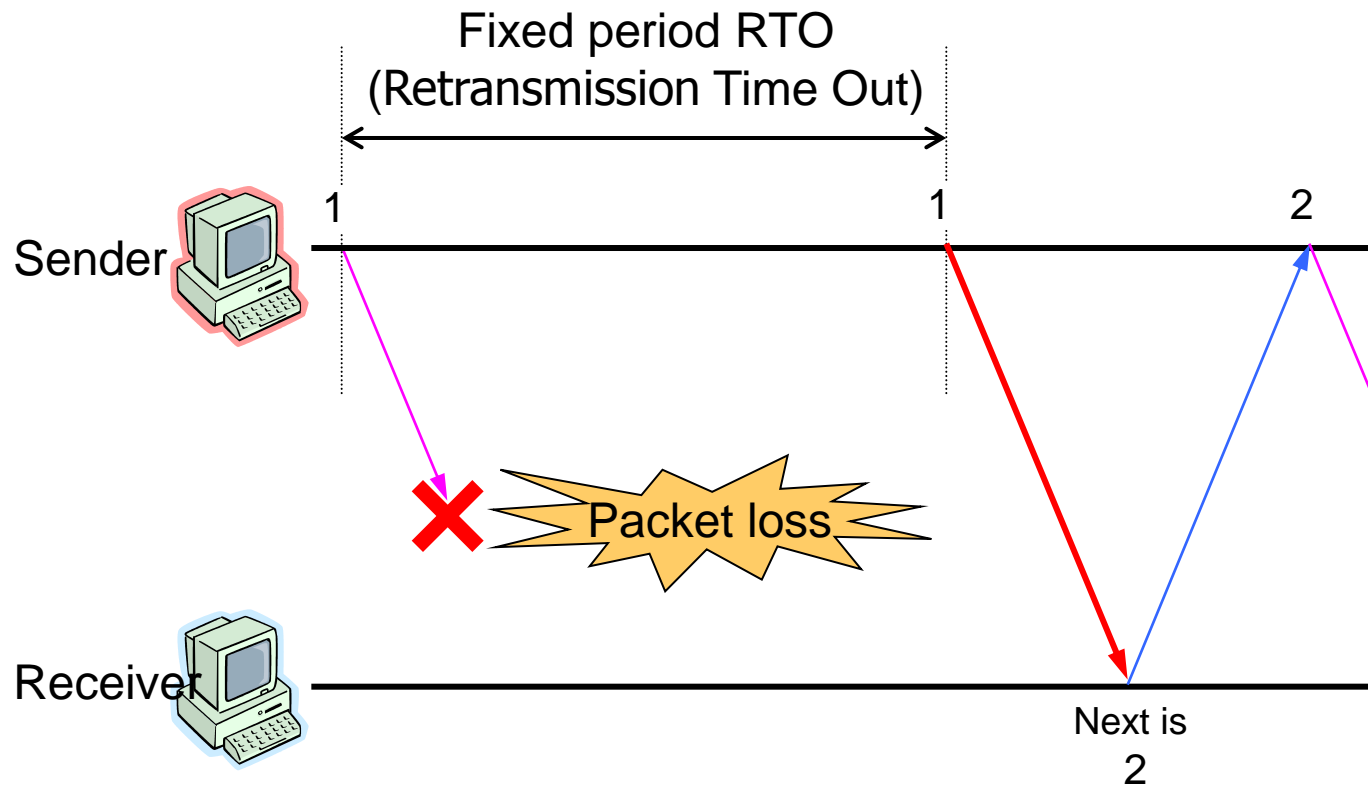 Fixed period RTO
(Retransmission Time Out)
1
1
2
Sender
Packet loss
Receiver
Next is
2